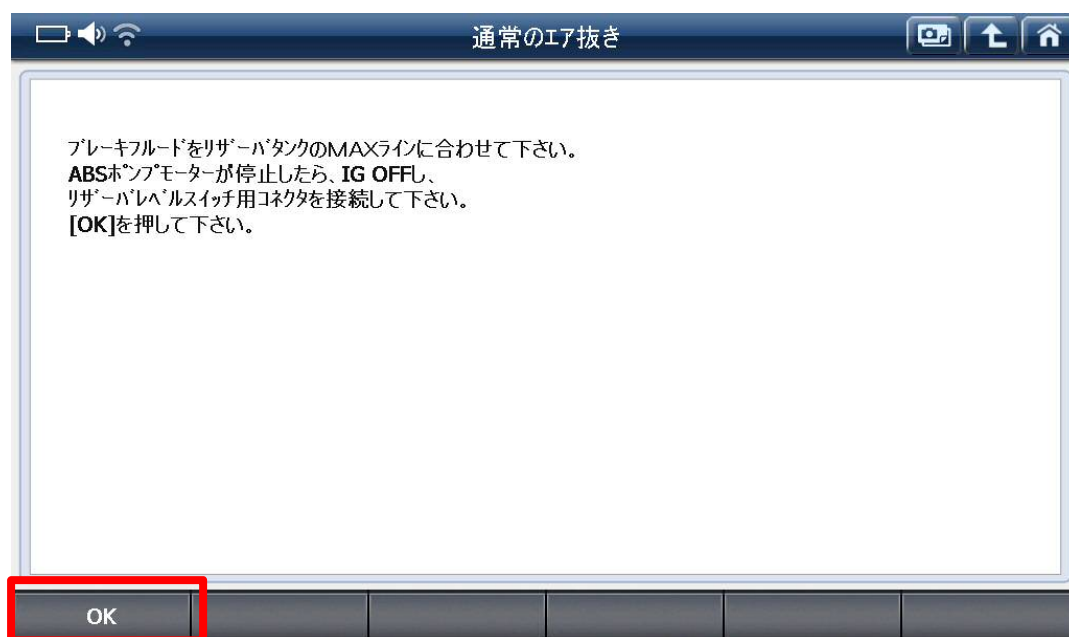 通常のｴｱ抜き
ﾌﾞﾚｰｷﾌﾙｰﾄﾞをﾘｻﾞｰﾊﾞﾀﾝｸのＭＡＸﾗｲﾝに合わせて下さい。
ABSﾎﾟﾝﾌﾟﾓｰﾀｰが停止したら、IG OFFし、
ﾘｻﾞｰﾊﾞﾚﾍﾞﾙｽｲｯﾁ用ｺﾈｸﾀを接続して下さい。
[OK]を押して下さい。
OK